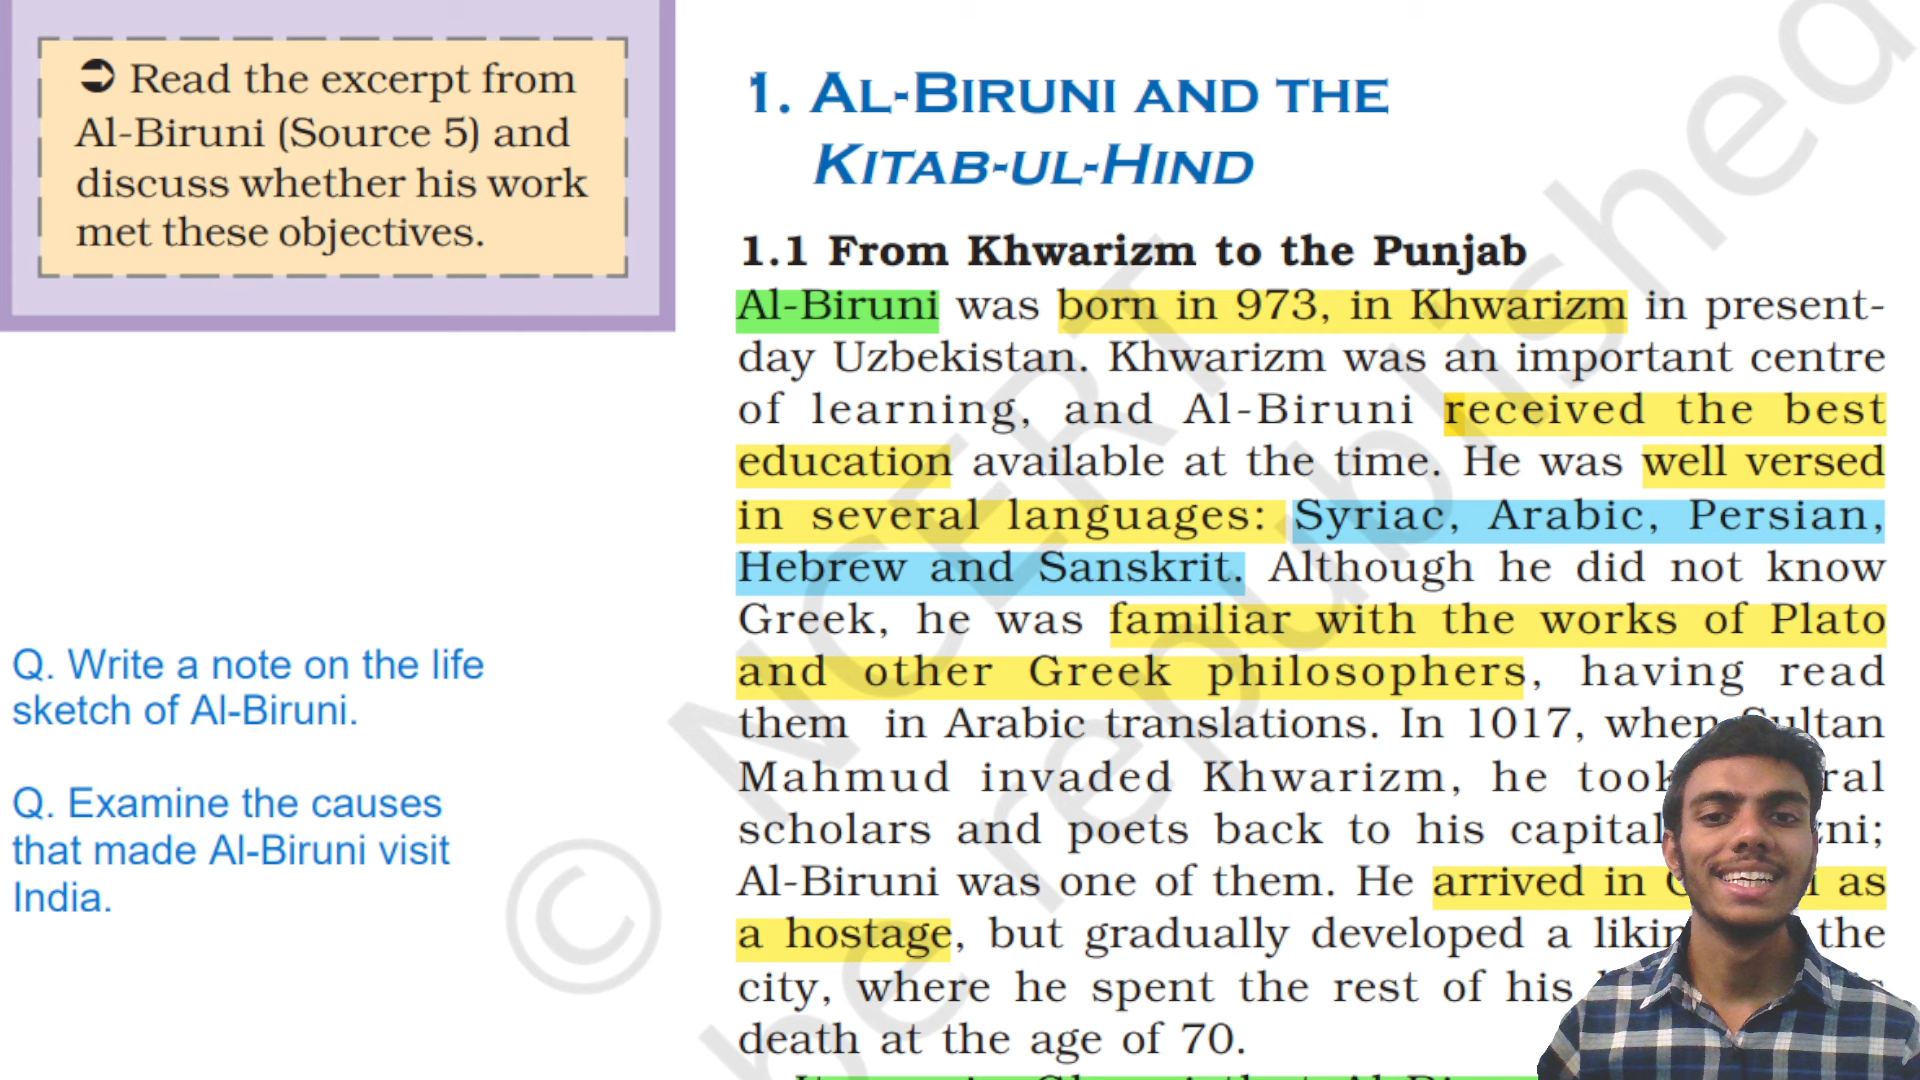 ➲ Read the excerpt from
Al-Biruni (Source 5) and
discuss whether his work
met these objectives.
Q. Write a note on the life
sketch of Al-Biruni.
Q. Examine the causes
that made Al-Biruni visit
India.
1. AL-BIRUNI AND THE
KITAB-UL-HIND
1.1 From Khwarizm to the Punjab
Al-Biruni was born in 973, in Khwarizm in present-
day Uzbekistan. Khwarizm was an important centre
of learning, and Al-Biruni received the best
education available at the time. He was well versed
in several languages: Syriac, Arabic, Persian,
Hebrew and Sanskrit. Although he did not know
Greek, he was familiar with the works of Plato
and other Greek philosophers, having read
them in Arabic translations. In 1017, when Sultan
Mahmud invaded Khwarizm, he took
scholars and poets back to his capital
Al-Biruni was one of them. He arrived in as
a hostage, but gradually developed a the
city, where he spent the rest of his
death at the age of 70.
© NCERT
be republished